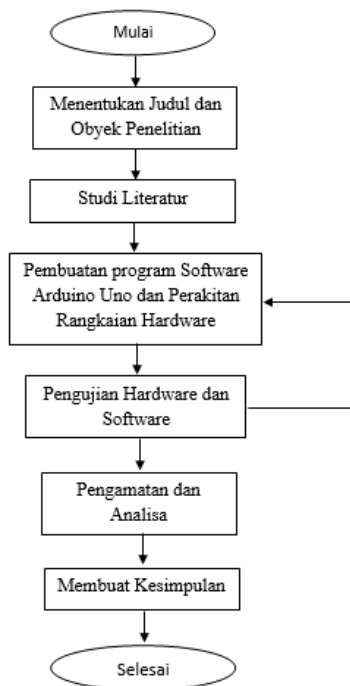 Mulai
Menentukan Judul dan
Obyek Penelitian
Studi Literatur
Pembuatan program Software
Arduino Uno dan Perakitan
Rangkaian Hardware
Pengujian Hardware dan
Software
Pengamatan dan
Analisa
Membuat Kesimpulan
Selesai